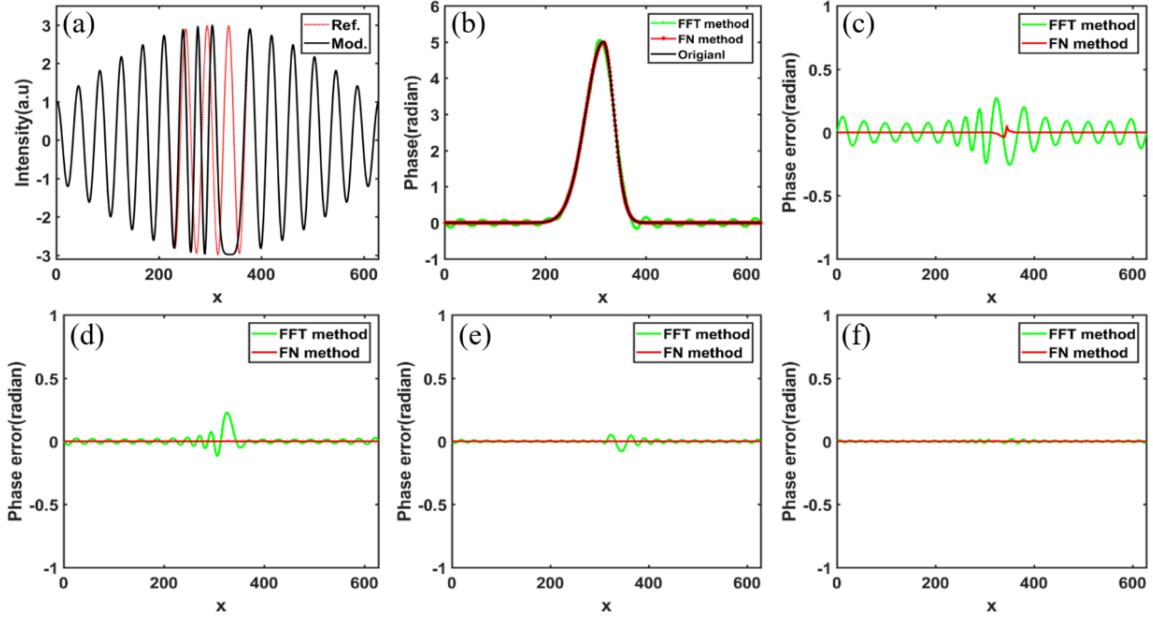 (a)
Ref.
Mod.
Intensity(a.u)
3
2
1
0
-1
-2
-3
0 200 400 600
x
(b)
FFT method
FN method
Origianl
Phase(radian)
6
5
4
3
2
1
0
-1
0 200 400 600
x
(c)
FFT method
FN method
Phase error(radian)
1
0.5
0
-0.5
-1
0 200 400 600
x
(d)
FFT method
FN method
Phase error(radian)
1
0.5
0
-0.5
-1
0 200 400 600
x
(e)
FFT method
FN method
Phase error(radian)
1
0.5
0
-0.5
-1
0 200 400 600
x
(f)
FFT method
FN method
Phase error(radian)
1
0.5
0
-0.5
-1
0 200 400 600
x